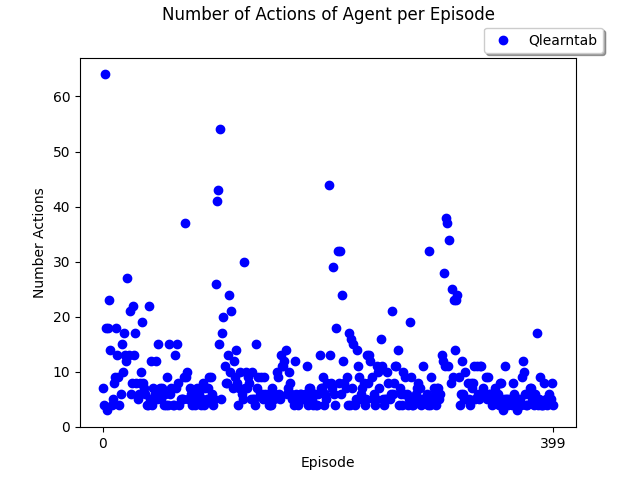 Number of Actions of Agent per Episode
Qlearntab
60
50
40
30
20
10
0
Number Actions
0
399
Episode